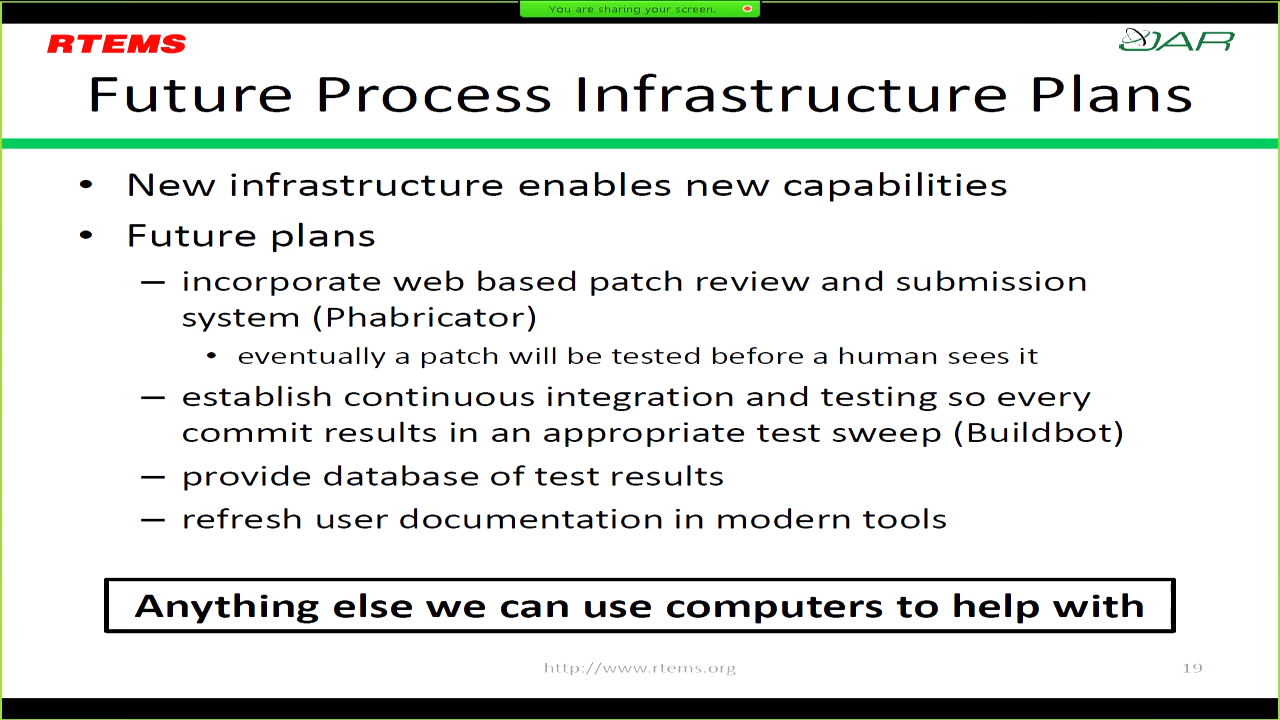 You are sharing your screen.
RTEMS
OAR
Future Process Infrastructure Plans
• New infrastructure enables new capabilities
• Future plans
– incorporate web based patch review and submission
system (Phabricator)
• eventually a patch will be tested before a human sees it
– establish continuous integration and testing so every
commit results in an appropriate test sweep (Buildbot)
– provide database of test results
– refresh user documentation in modern tools
Anything else we can use computers to help with
http://www.rtems.org
19